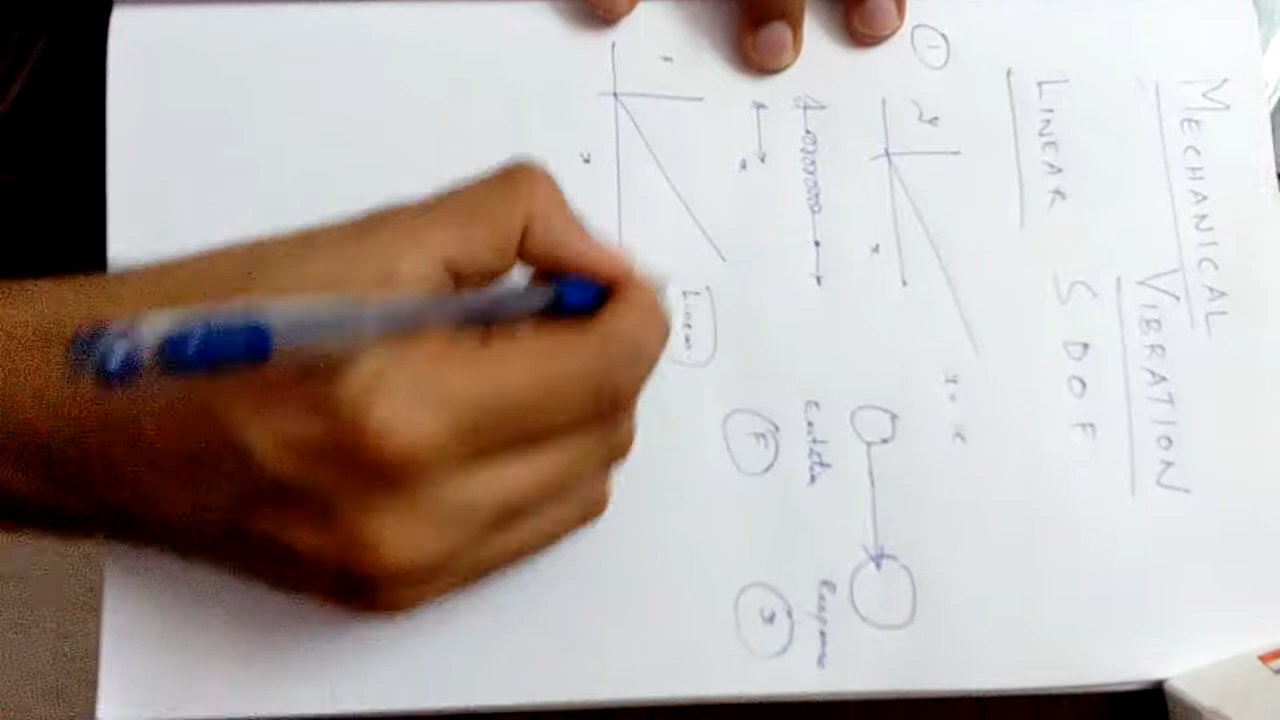 MECHANICAL VIBRATION
LINEAR SDOF
①
y
x
y = x
x
Excitation
Response
F
x
F
x
Linear